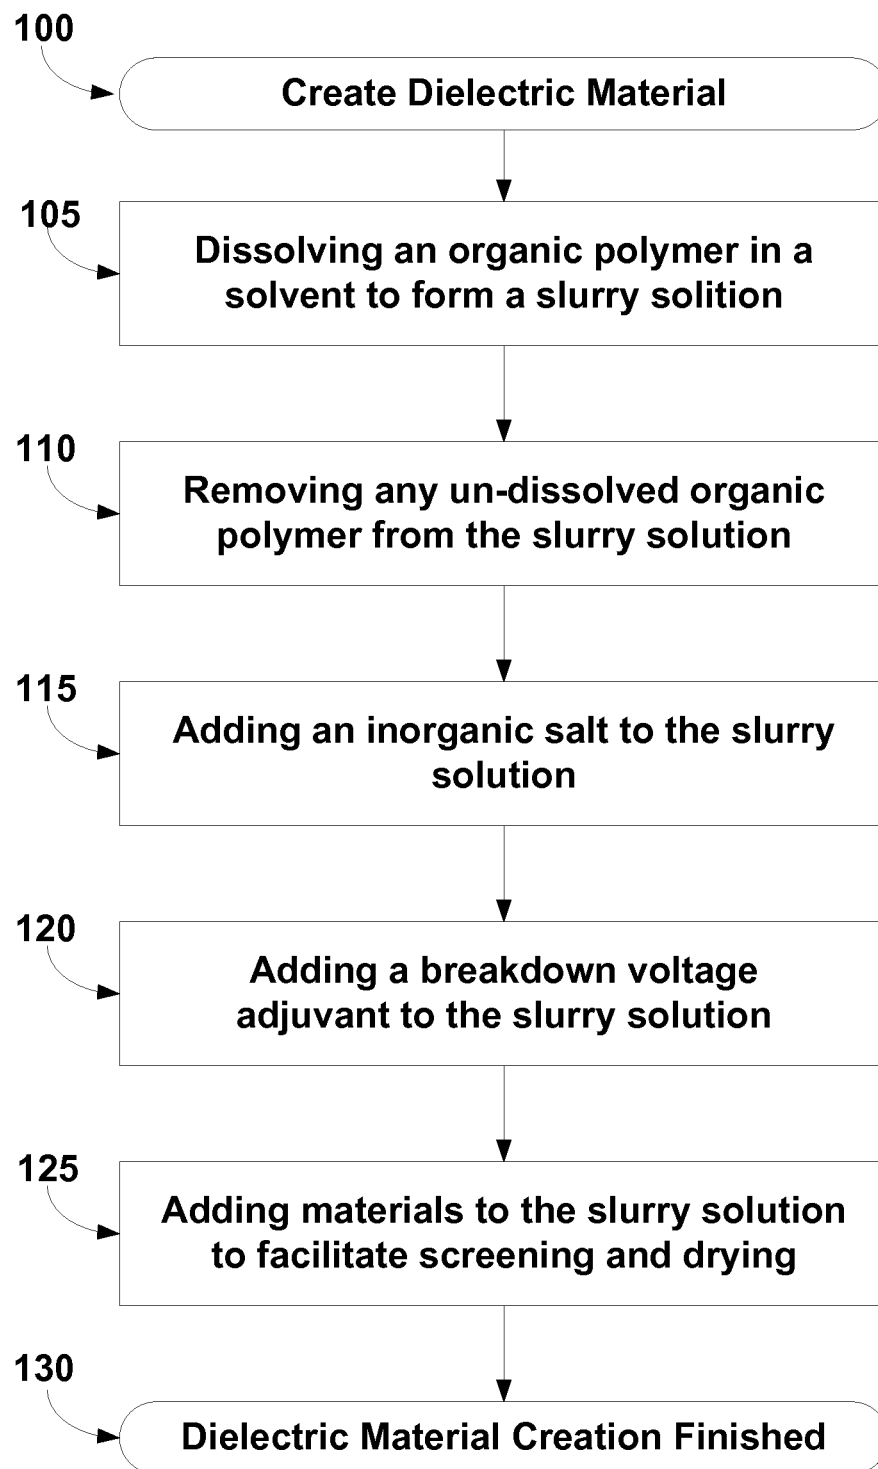 100
Create Dielectric Material
105
Dissolving an organic polymer in a
solvent to form a slurry solition
110
Removing any un-dissolved organic
polymer from the slurry solution
115
Adding an inorganic salt to the slurry
solution
120
Adding a breakdown voltage
adjuvant to the slurry solution
125
Adding materials to the slurry solution
to facilitate screening and drying
130
Dielectric Material Creation Finished